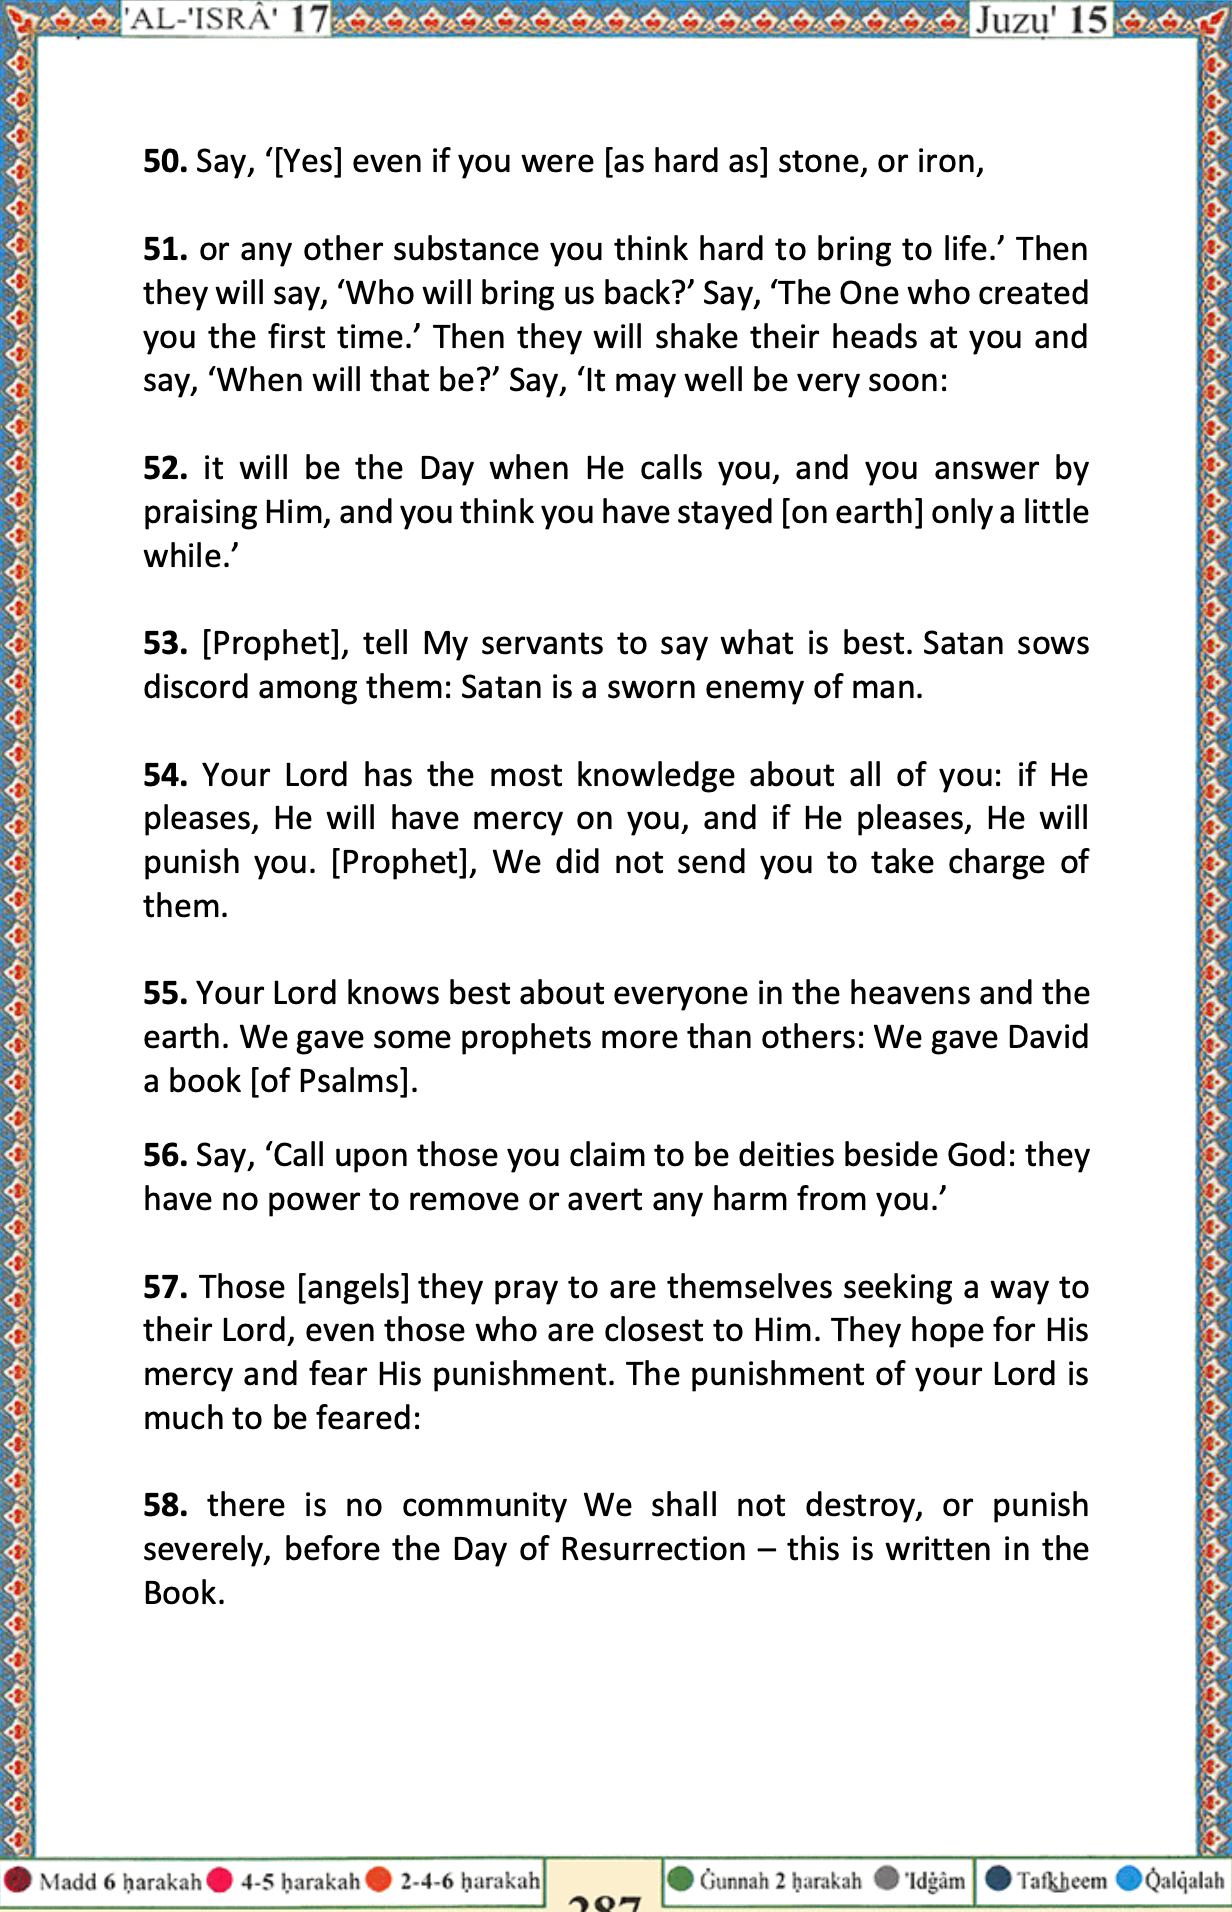 'AL-'ISRÂ' 17 Juzu' 15
50. Say, ‘[Yes] even if you were [as hard as] stone, or iron,
51. or any other substance you think hard to bring to life.’ Then
they will say, ‘Who will bring us back?’ Say, ‘The One who created
you the first time.’ Then they will shake their heads at you and
say, ‘When will that be?’ Say, ‘It may well be very soon:
52. it will be the Day when He calls you, and you answer by
praising Him, and you think you have stayed [on earth] only a little
while.’
53. [Prophet], tell My servants to say what is best. Satan sows
discord among them: Satan is a sworn enemy of man.
54. Your Lord has the most knowledge about all of you: if He
pleases, He will have mercy on you, and if He pleases, He will
punish you. [Prophet], We did not send you to take charge of
them.
55. Your Lord knows best about everyone in the heavens and the
earth. We gave some prophets more than others: We gave David
a book [of Psalms].
56. Say, ‘Call upon those you claim to be deities beside God: they
have no power to remove or avert any harm from you.’
57. Those [angels] they pray to are themselves seeking a way to
their Lord, even those who are closest to Him. They hope for His
mercy and fear His punishment. The punishment of your Lord is
much to be feared:
58. there is no community We shall not destroy, or punish
severely, before the Day of Resurrection – this is written in the
Book.
Madd 6 ḥarakah 4-5 ḥarakah 2-4-6 ḥarakah 287 Ġunnah 2 ḥarakah 'Idġâm Tafkheem Q̇alq̇alah